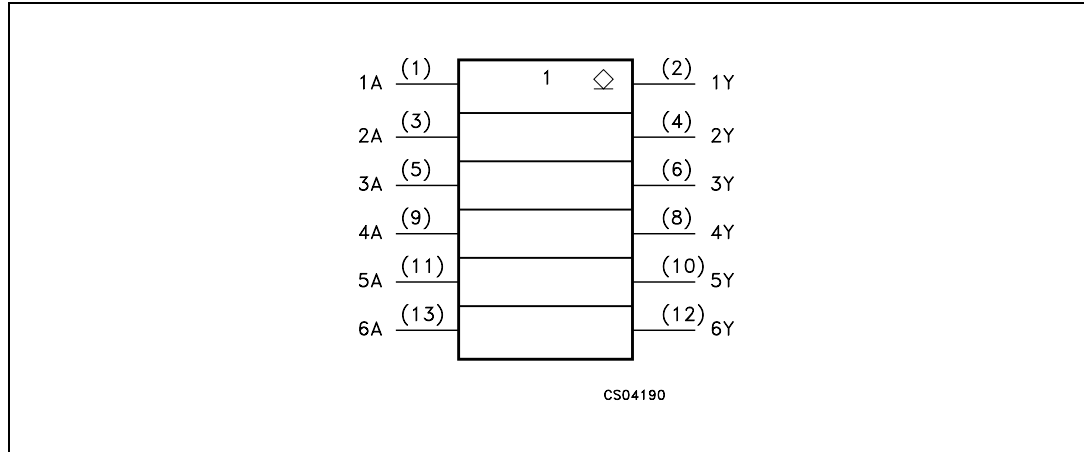 1A (1) 1 (2) 1Y
2A (3) (4) 2Y
3A (5) (6) 3Y
4A (9) (8) 4Y
5A (11) (10) 5Y
6A (13) (12) 6Y
CS04190